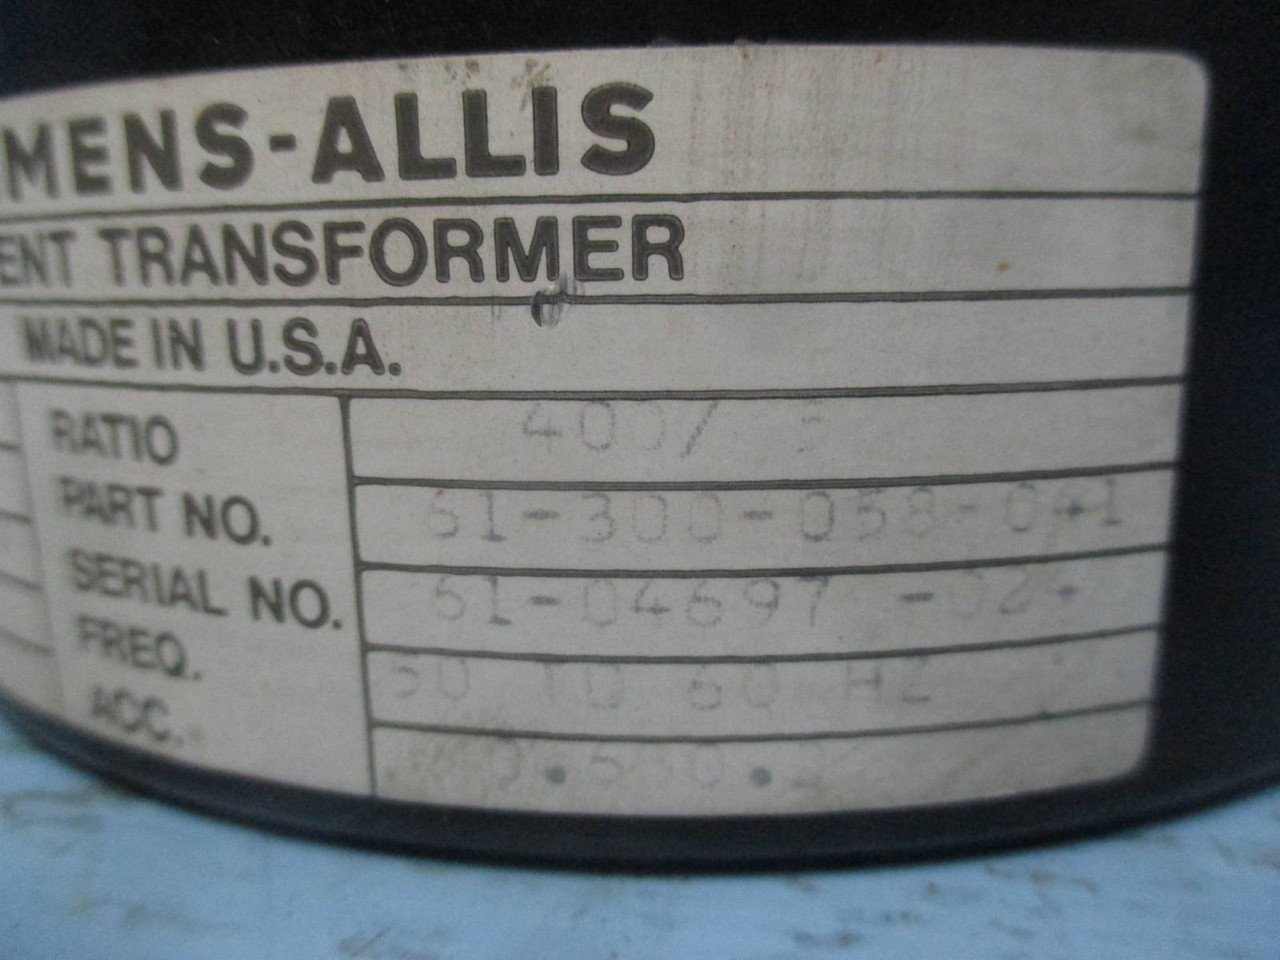 MENS-ALLIS
ENT TRANSFORMER
MADE IN U.S.A.
RATIO 400/ 5
PART NO. 61-300-058-041
SERIAL NO. 61-04697
FREQ. 50 TO 60 HZ
ACC.